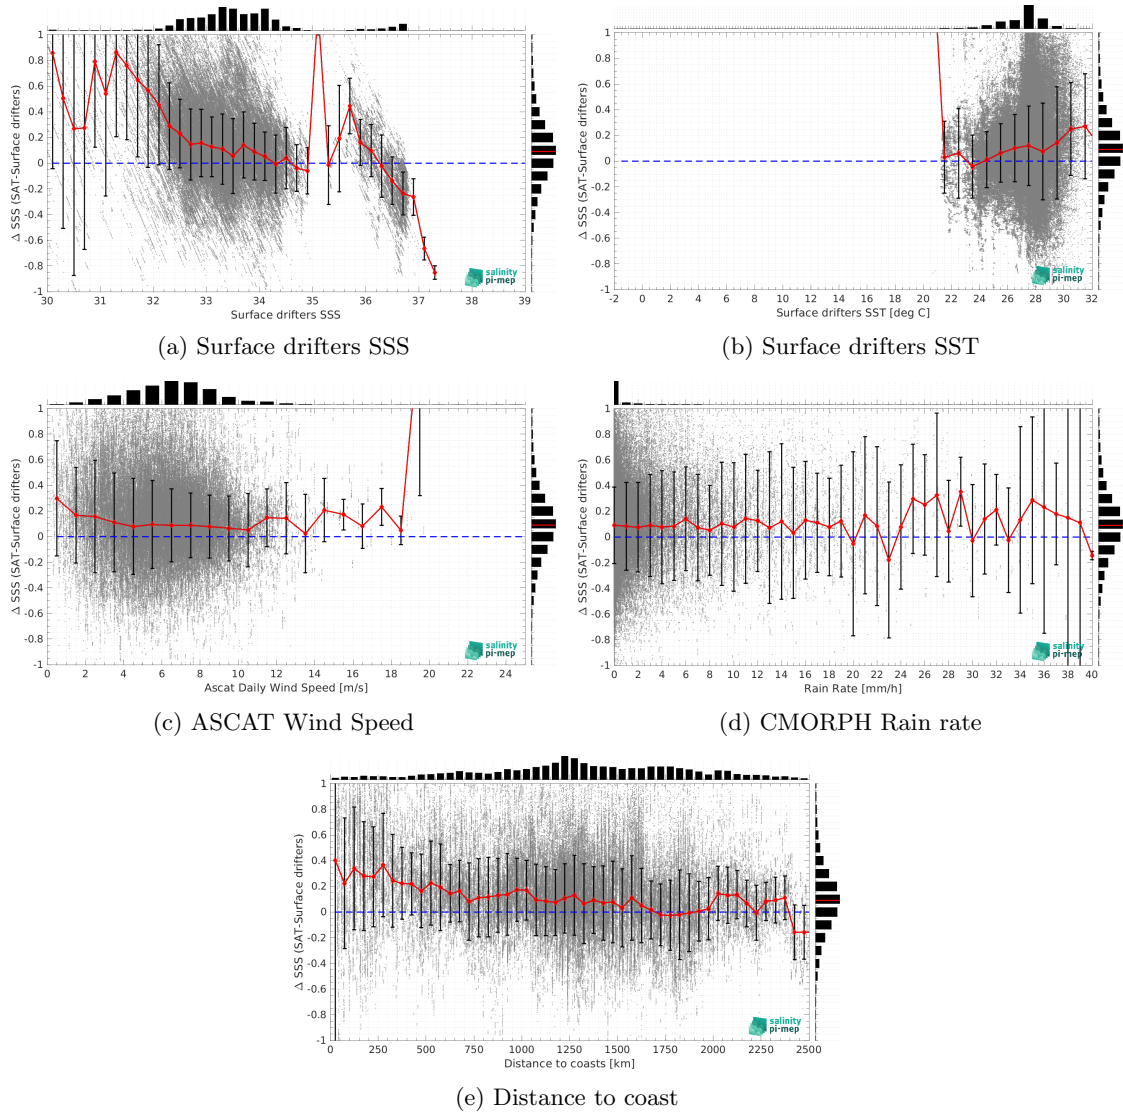 Δ SSS (SAT-Surface drifters)
1
0.8
0.6
0.4
0.2
0
-0.2
-0.4
-0.6
-0.8
-1
30 31 32 33 34 35 36 37 38 39
Surface drifters SSS
salinity
pi-mep
(a) Surface drifters SSS
Δ SSS (SAT-Surface drifters)
1
0.8
0.6
0.4
0.2
0
-0.2
-0.4
-0.6
-0.8
-1
-2 0 2 4 6 8 10 12 14 16 18 20 22 24 26 28 30 32
Surface drifters SST [deg C]
salinity
pi-mep
(b) Surface drifters SST
Δ SSS (SAT-Surface drifters)
1
0.8
0.6
0.4
0.2
0
-0.2
-0.4
-0.6
-0.8
-1
0 2 4 6 8 10 12 14 16 18 20 22 24
Ascat Daily Wind Speed [m/s]
salinity
pi-mep
(c) ASCAT Wind Speed
Δ SSS (SAT-Surface drifters)
1
0.8
0.6
0.4
0.2
0
-0.2
-0.4
-0.6
-0.8
-1
0 2 4 6 8 10 12 14 16 18 20 22 24 26 28 30 32 34 36 38 40
Rain Rate [mm/h]
salinity
pi-mep
(d) CMORPH Rain rate
Δ SSS (SAT-Surface drifters)
1
0.8
0.6
0.4
0.2
0
-0.2
-0.4
-0.6
-0.8
-1
0 250 500 750 1000 1250 1500 1750 2000 2250 2500
Distance to coasts [km]
salinity
pi-mep
(e) Distance to coast